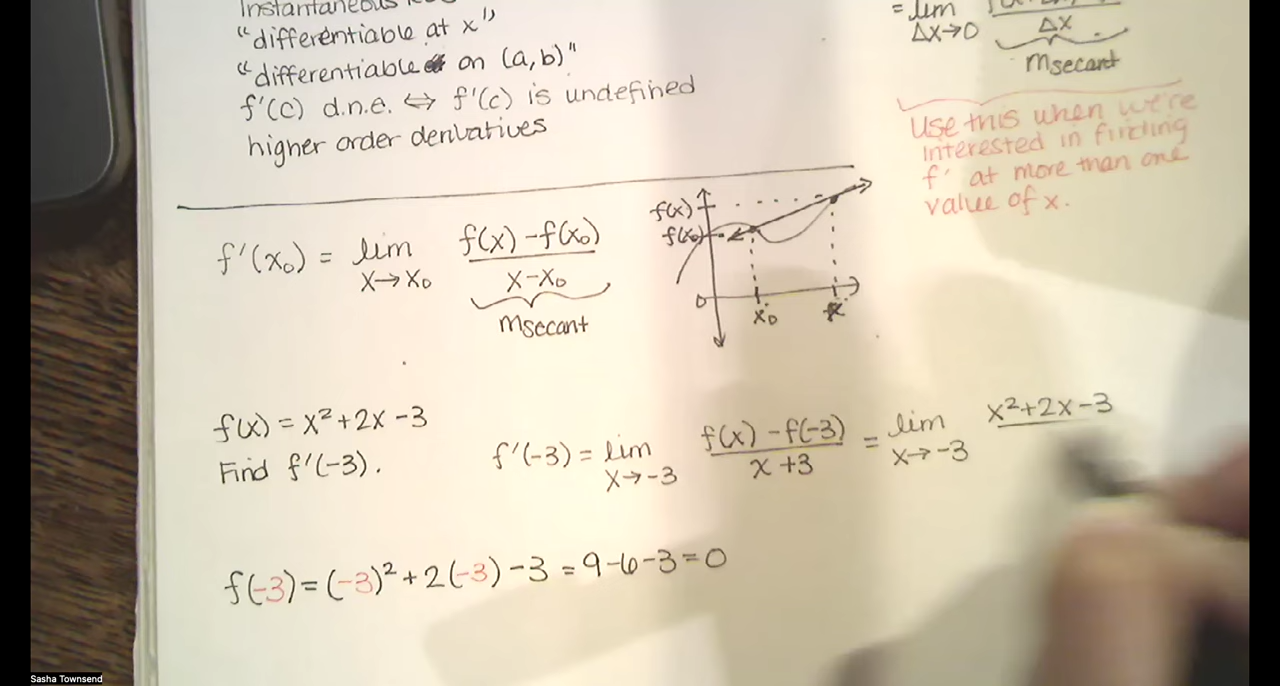 Instantaneous
"differentiable at x"
"differentiable on (a,b)"
f'(c) d.n.e. ⇔ f'(c) is undefined
higher order derivatives
= lim
Δx→0
Δx
msecant
Use this when we're
interested in finding
f' at more than one
value of x.
f'(x₀) = lim x→x₀ (f(x) - f(x₀))/(x - x₀)
msecant
f(x)
f(x₀)
0
x₀
x
f(x) = x² + 2x - 3
Find f'(-3).
f'(-3) = lim x→-3 (f(x) - f(-3))/(x + 3) = lim x→-3 x² + 2x - 3
f(-3) = (-3)² + 2(-3) - 3 = 9 - 6 - 3 = 0
Sasha Townsend